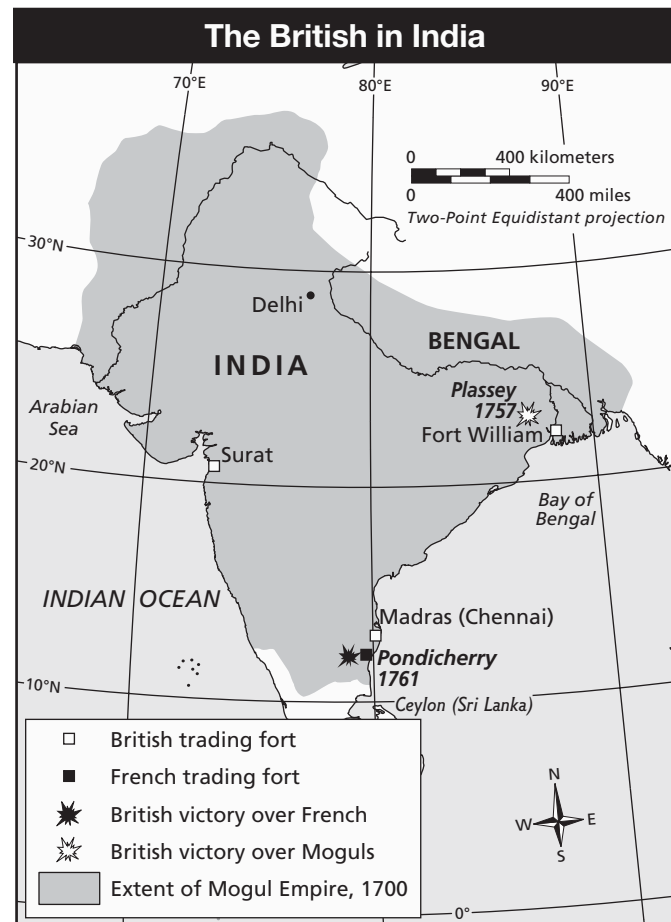 The British in India
70°E
80°E
90°E
0
400 kilometers
0
400 miles
Two-Point Equidistant projection
30°N
Delhi
BENGAL
INDIA
Plassey
1757
Arabian
Sea
Fort William
Surat
20°N
Bay of
Bengal
INDIAN OCEAN
Madras (Chennai)
Pondicherry
1761
10°N
Ceylon (Sri Lanka)
British trading fort
French trading fort
British victory over French
British victory over Moguls
Extent of Mogul Empire, 1700
N
W
E
S
0°